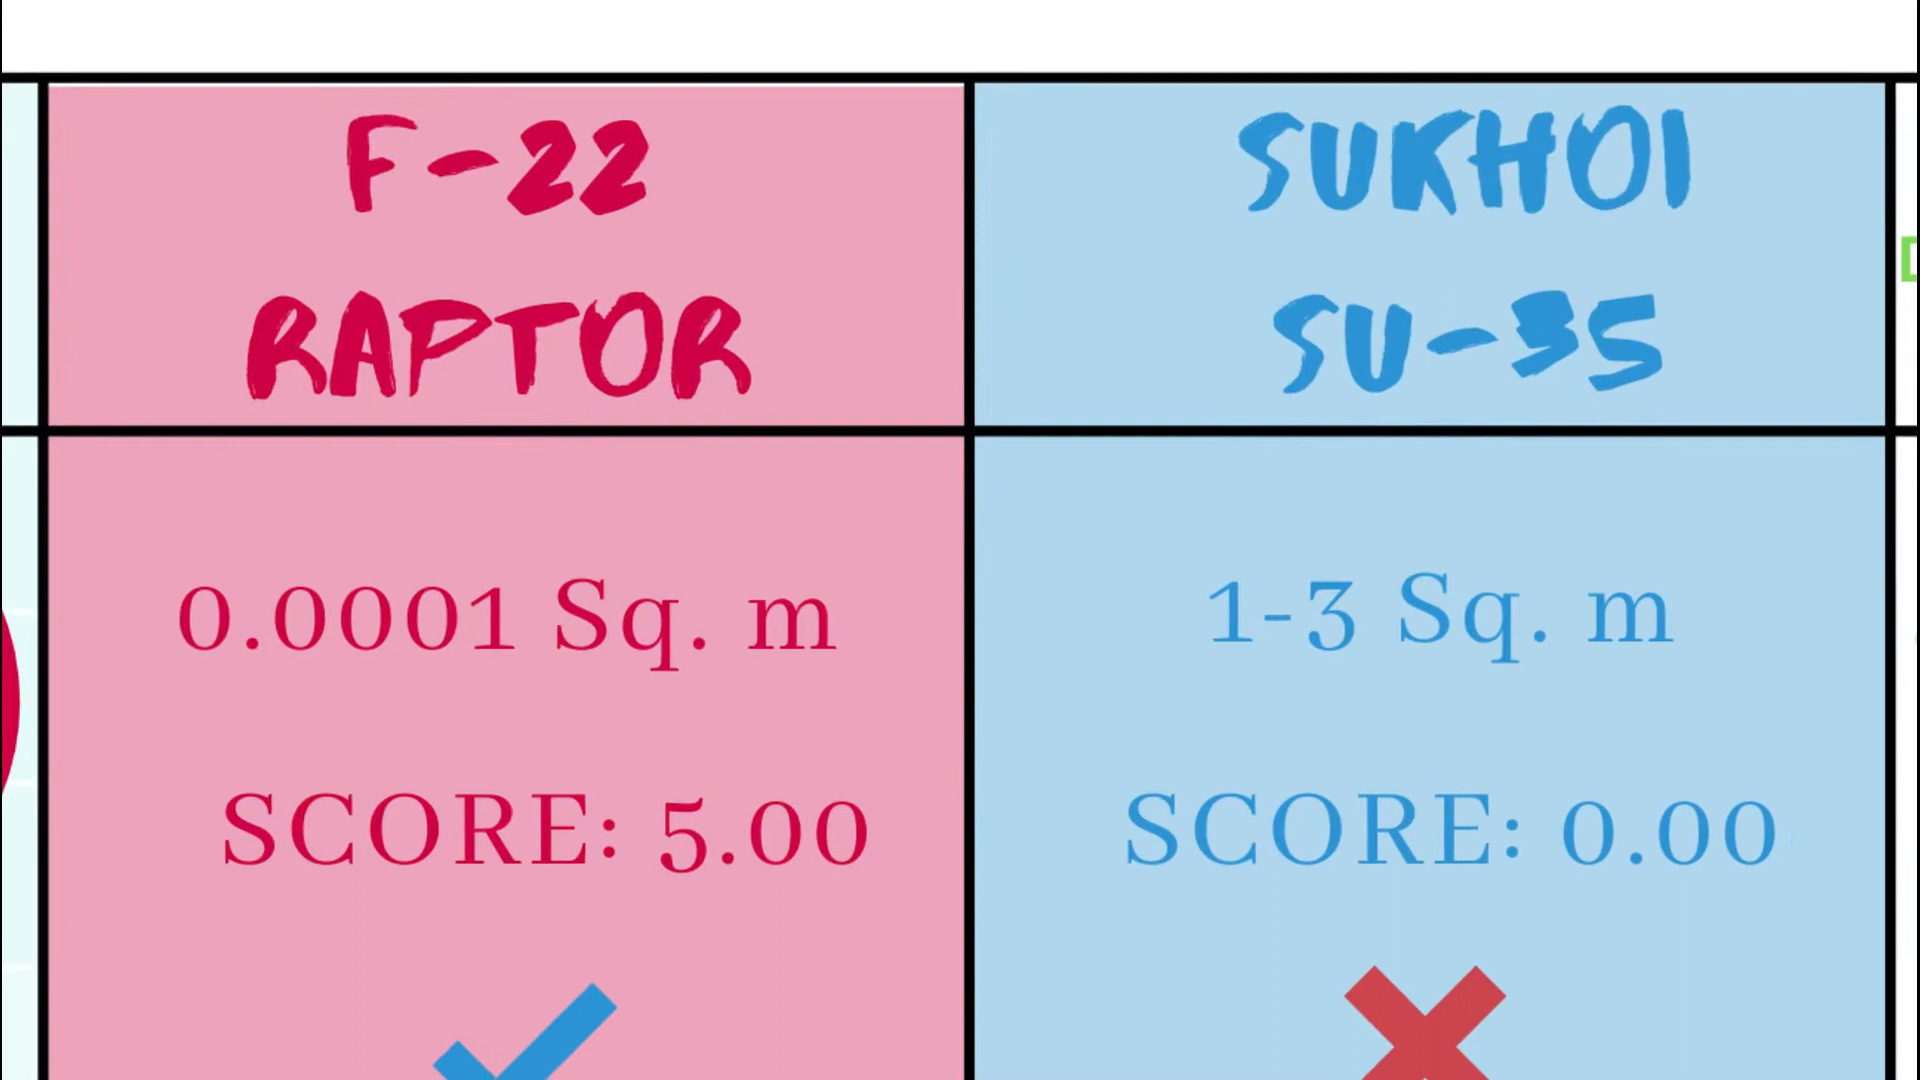 F-22
RAPTOR
SUKHOI
SU-35
0.0001 Sq. m
1-3 Sq. m
SCORE: 5.00
SCORE: 0.00